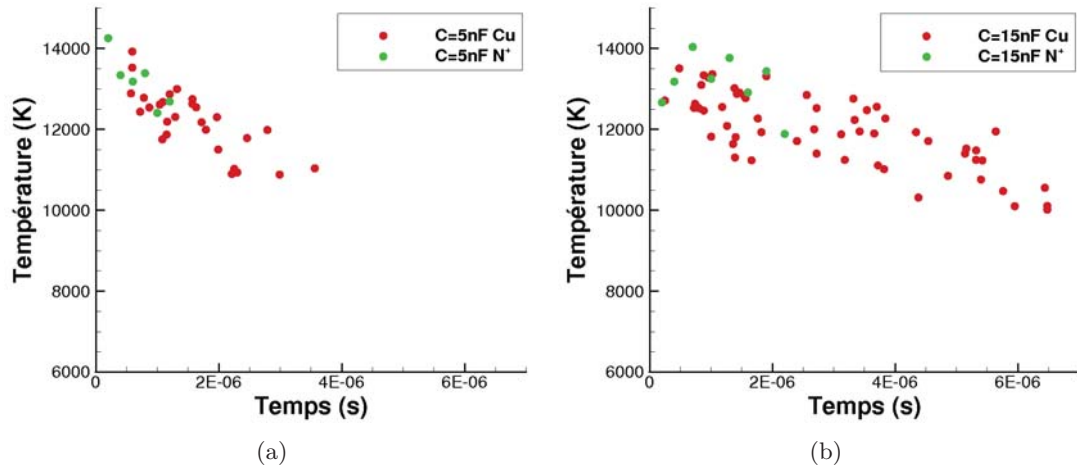 C=5nF Cu
C=5nF N⁺
14000
12000
10000
8000
6000
Température (K)
0
2E-06
4E-06
6E-06
Temps (s)
(a)
C=15nF Cu
C=15nF N⁺
14000
12000
10000
8000
6000
Température (K)
0
2E-06
4E-06
6E-06
Temps (s)
(b)